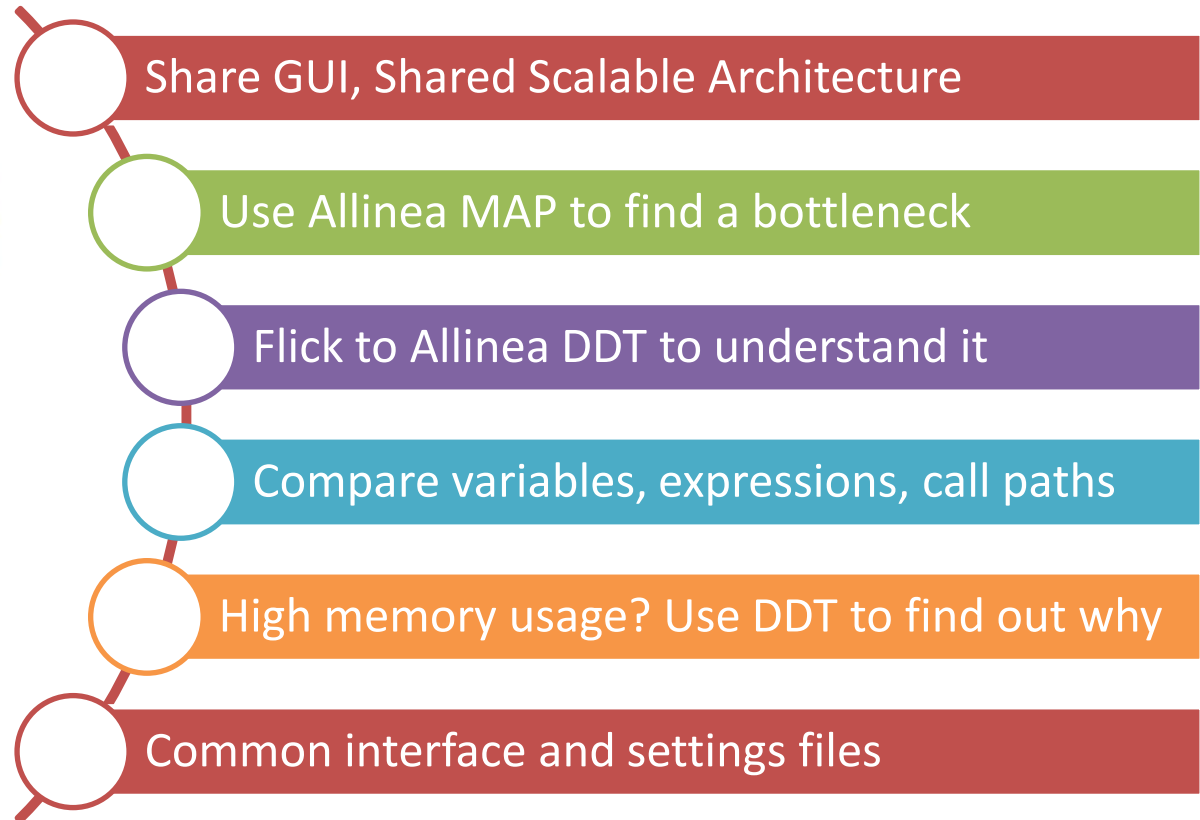 Share GUI, Shared Scalable Architecture
Use Allinea MAP to find a bottleneck
Flick to Allinea DDT to understand it
Compare variables, expressions, call paths
High memory usage? Use DDT to find out why
Common interface and settings files